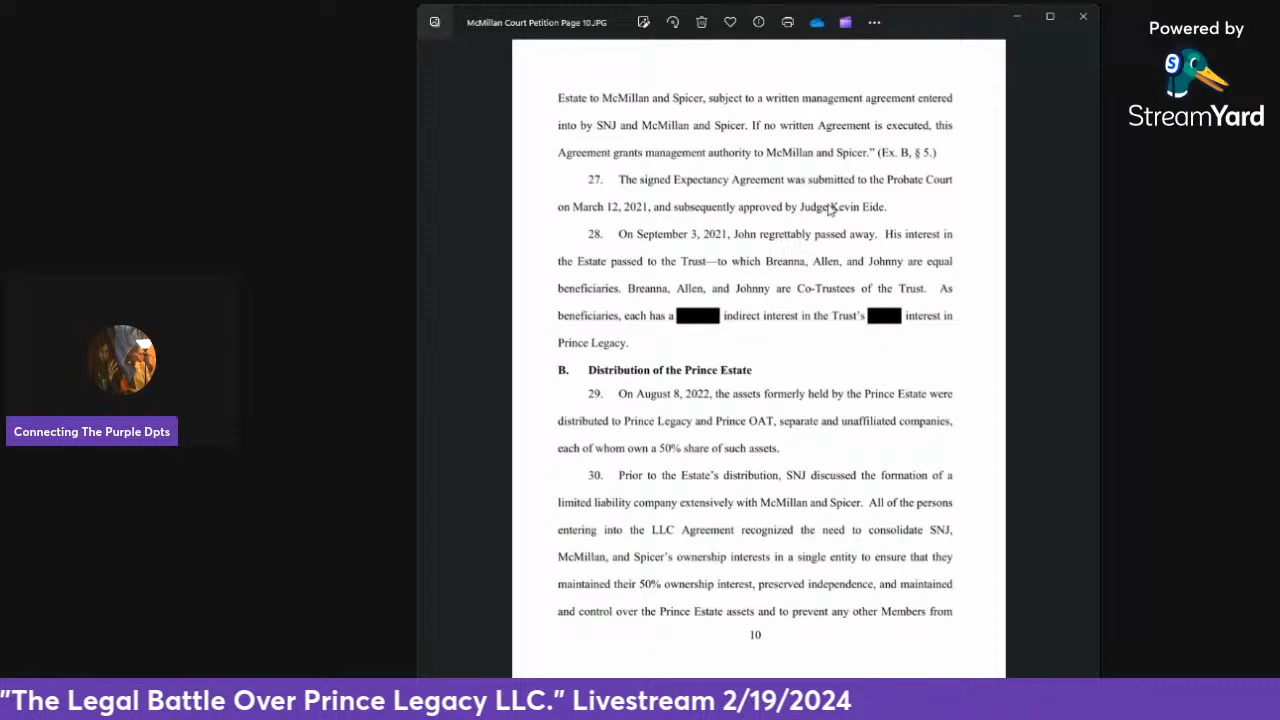 McMillan Court Petition Page 10.JPG
Powered by
S
StreamYard
Estate to McMillan and Spicer, subject to a written management agreement entered
into by SNJ and McMillan and Spicer. If no written Agreement is executed, this
Agreement grants management authority to McMillan and Spicer.” (Ex. B, § 5.)
27. The signed Expectancy Agreement was submitted to the Probate Court
on March 12, 2021, and subsequently approved by Judge Kevin Eide.
28. On September 3, 2021, John regrettably passed away. His interest in
the Estate passed to the Trust—to which Breanna, Allen, and Johnny are equal
beneficiaries. Breanna, Allen, and Johnny are Co-Trustees of the Trust. As
beneficiaries, each has a indirect interest in the Trust’s interest in
Prince Legacy.
B. Distribution of the Prince Estate
29. On August 8, 2022, the assets formerly held by the Prince Estate were
distributed to Prince Legacy and Prince OAT, separate and unaffiliated companies,
each of whom own a 50% share of such assets.
30. Prior to the Estate’s distribution, SNJ discussed the formation of a
limited liability company extensively with McMillan and Spicer. All of the persons
entering into the LLC Agreement recognized the need to consolidate SNJ,
McMillan, and Spicer’s ownership interests in a single entity to ensure that they
maintained their 50% ownership interest, preserved independence, and maintained
and control over the Prince Estate assets and to prevent any other Members from
10
Connecting The Purple Dpts
"The Legal Battle Over Prince Legacy LLC." Livestream 2/19/2024